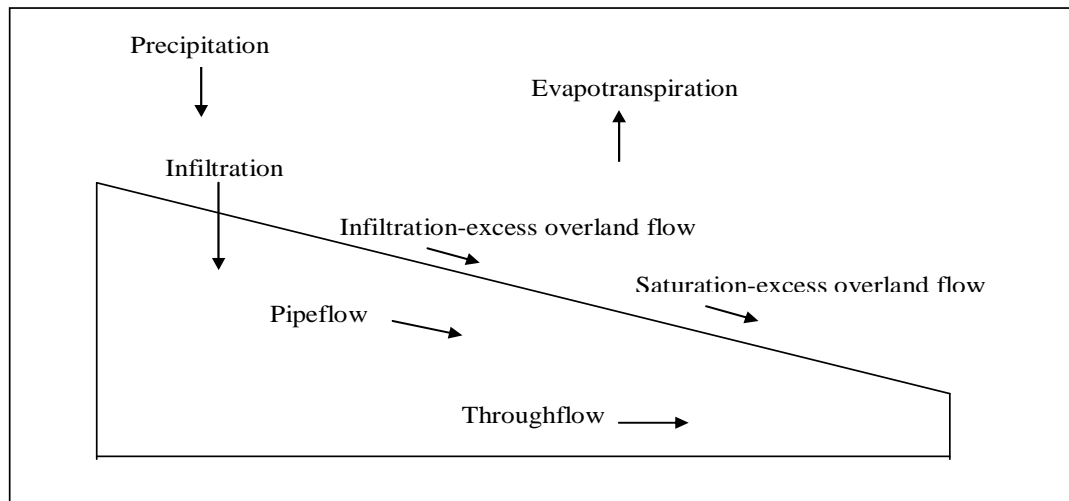 Precipitation
Evapotranspiration
Infiltration
Infiltration-excess overland flow
Saturation-excess overland flow
Pipeflow
Throughflow